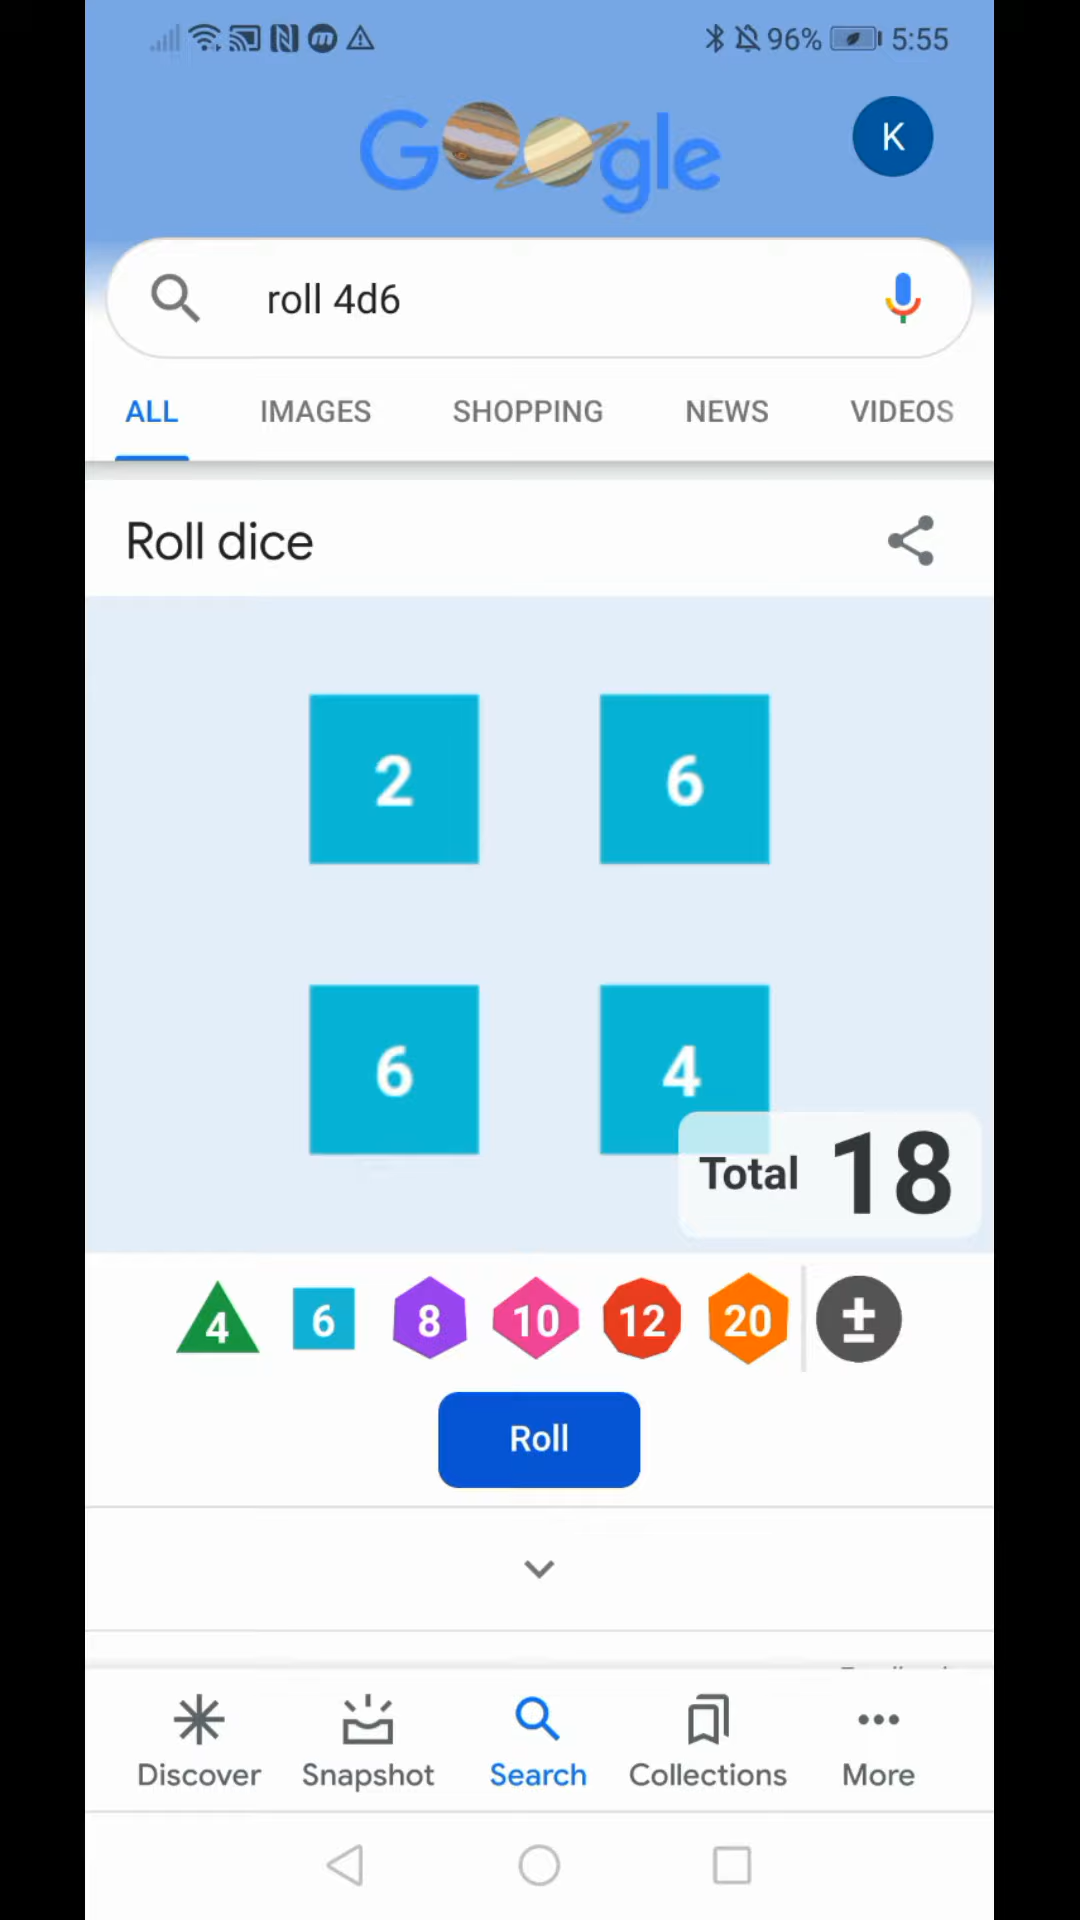 96% 5:55
Google
K
roll 4d6
ALL IMAGES SHOPPING NEWS VIDEOS
Roll dice
2 6
6 4
Total 18
4 6 8 10 12 20 ±
Roll
Discover Snapshot Search Collections More